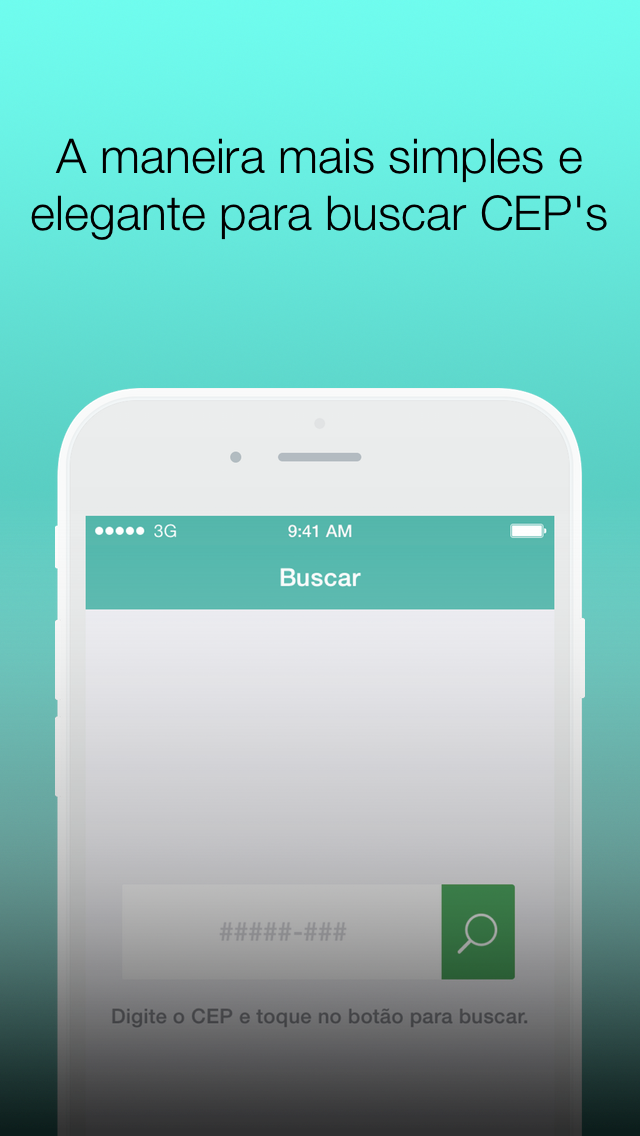 A maneira mais simples e
elegante para buscar CEP's
3G 9:41 AM
Buscar
#####-###
Digite o CEP e toque no botão para buscar.